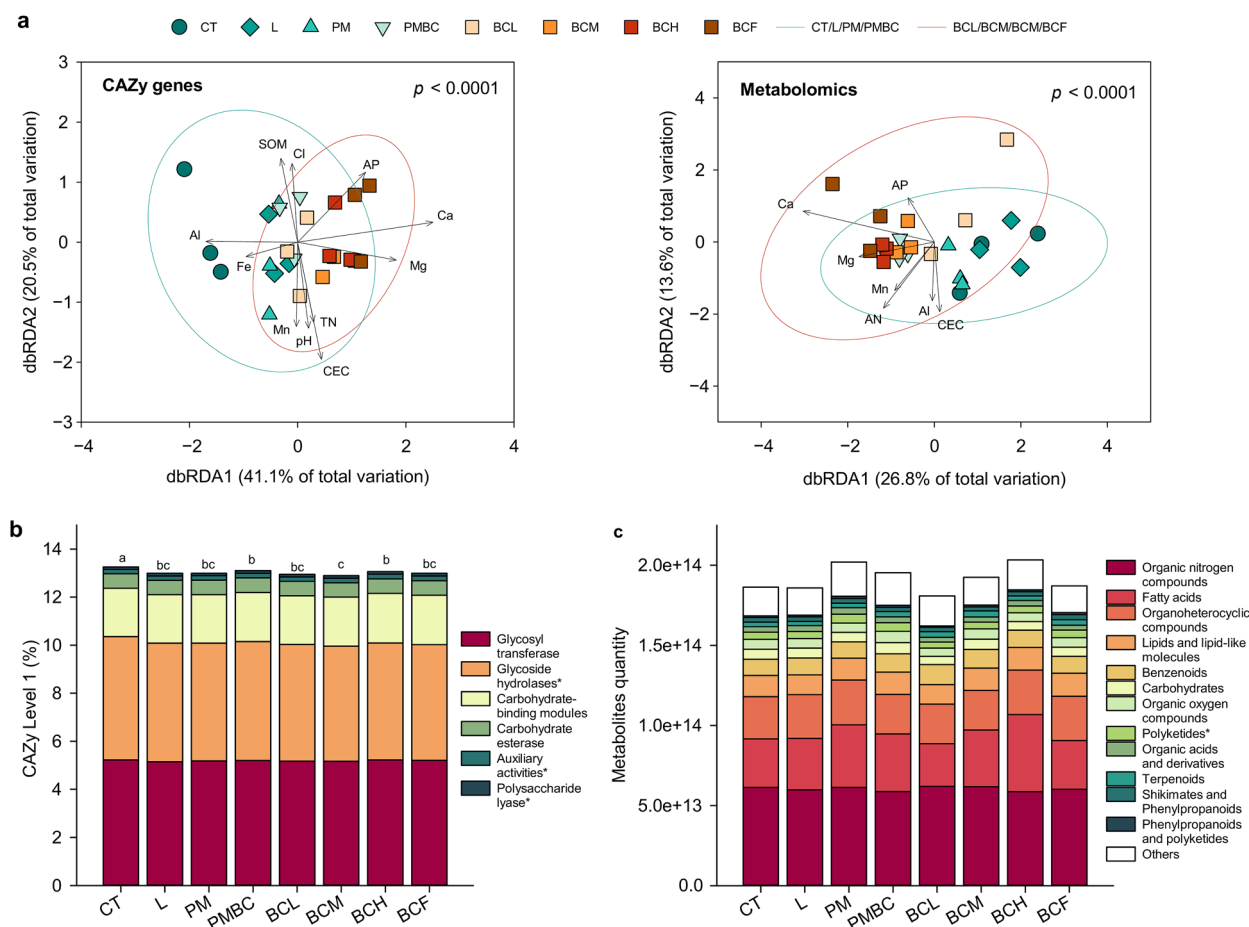 a
CT L PM PMBC BCL BCM BCH BCF CT/L/PM/PMBC BCL/BCM/BCM/BCF
CAZy genes
p < 0.0001
3
2
1
0
−1
−2
−3
−4 −2 0 2 4
dbRDA2 (20.5% of total variation)
dbRDA1 (41.1% of total variation)
SOM
Cl
AP
Ca
Al
Fe
Mg
Mn
TN
pH
CEC
Metabolomics
p < 0.0001
4
2
0
−2
−4
−4 −2 0 2 4
dbRDA2 (13.6% of total variation)
dbRDA1 (26.8% of total variation)
AP
Ca
Mg
Mn
AN
Al
CEC
b
CAZy Level 1 (%)
14
12
10
8
6
4
2
0
a bc bc b bc c b bc
CT L PM PMBC BCL BCM BCH BCF
Glycosyl
transferase
Glycoside
hydrolases*
Carbohydrate-
binding modules
Carbohydrate
esterase
Auxiliary
activities*
Polysaccharide
lyase*
c
Metabolites quantity
2.0e+14
1.5e+14
1.0e+14
5.0e+13
0.0
CT L PM PMBC BCL BCM BCH BCF
Organic nitrogen
compounds
Fatty acids
Organoheterocyclic
compounds
Lipids and lipid-like
molecules
Benzenoids
Carbohydrates
Organic oxygen
compounds
Polyketides*
Organic acids
and derivatives
Terpenoids
Shikimates and
Phenylpropanoids
Phenylpropanoids
and polyketides
Others